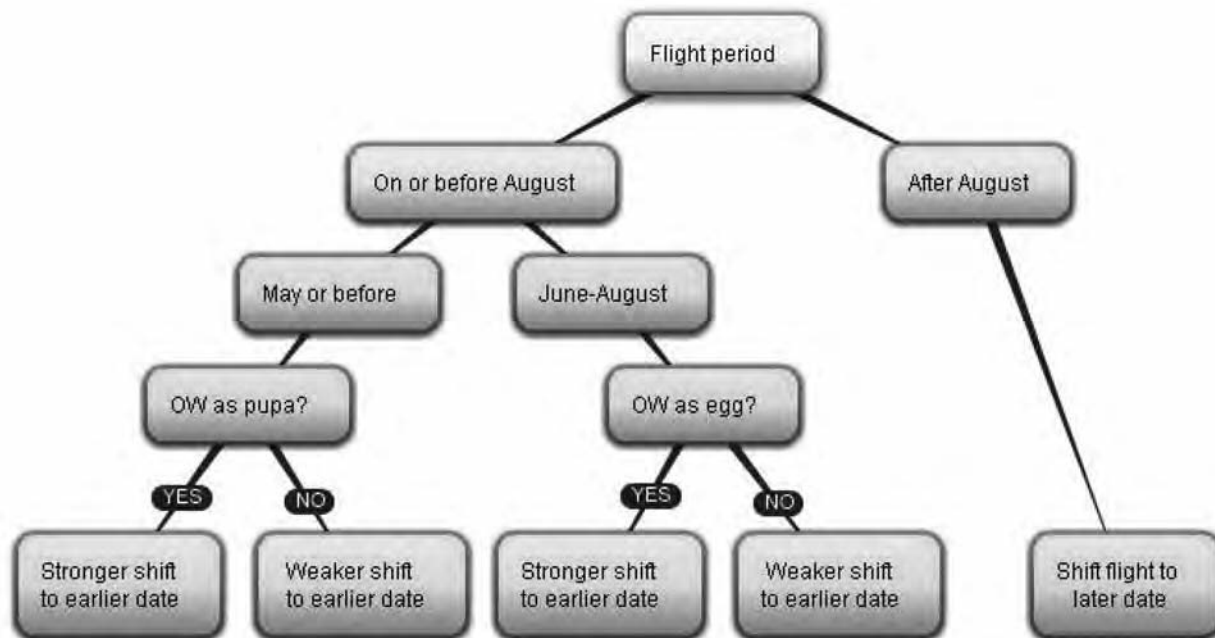 Flight period
On or before August
After August
May or before
June-August
OW as pupa?
OW as egg?
YES
NO
YES
NO
Stronger shift
to earlier date
Weaker shift
to earlier date
Stronger shift
to earlier date
Weaker shift
to earlier date
Shift flight to
later date